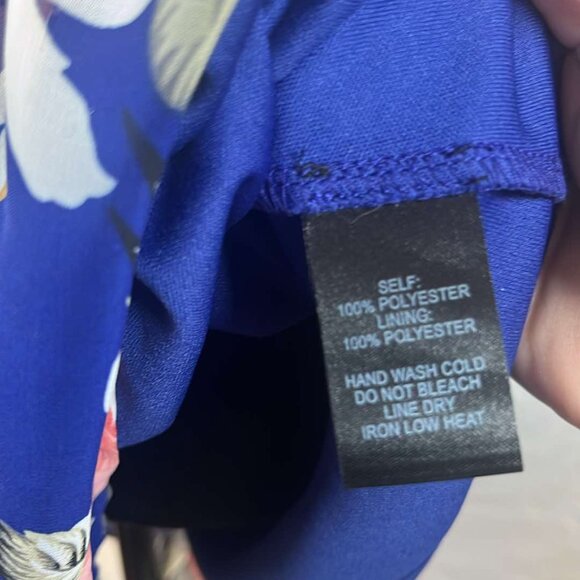 SELF:
100% POLYESTER
LINING:
100% POLYESTER
HAND WASH COLD
DO NOT BLEACH
LINE DRY
IRON LOW HEAT